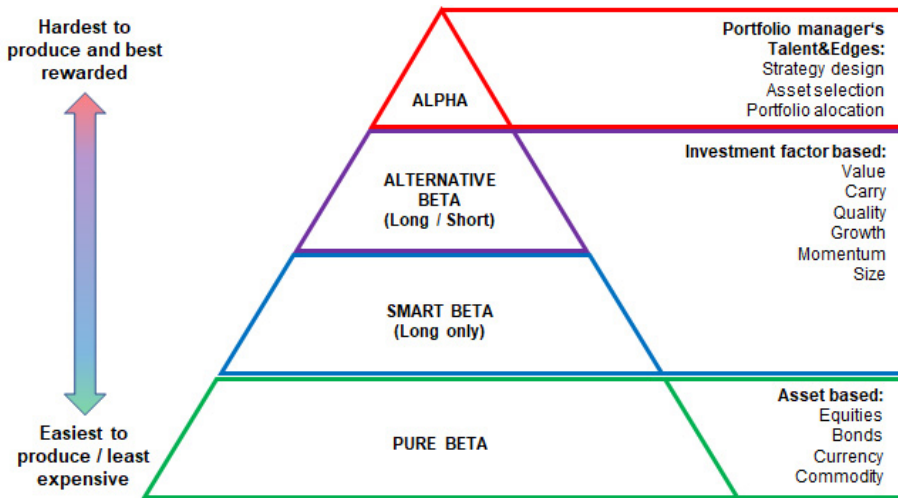 Hardest to
produce and best
rewarded
Easiest to
produce / least
expensive
ALPHA
ALTERNATIVE
BETA
(Long / Short)
SMART BETA
(Long only)
PURE BETA
Portfolio manager‘s
Talent&Edges:
Strategy design
Asset selection
Portfolio alocation
Investment factor based:
Value
Carry
Quality
Growth
Momentum
Size
Asset based:
Equities
Bonds
Currency
Commodity